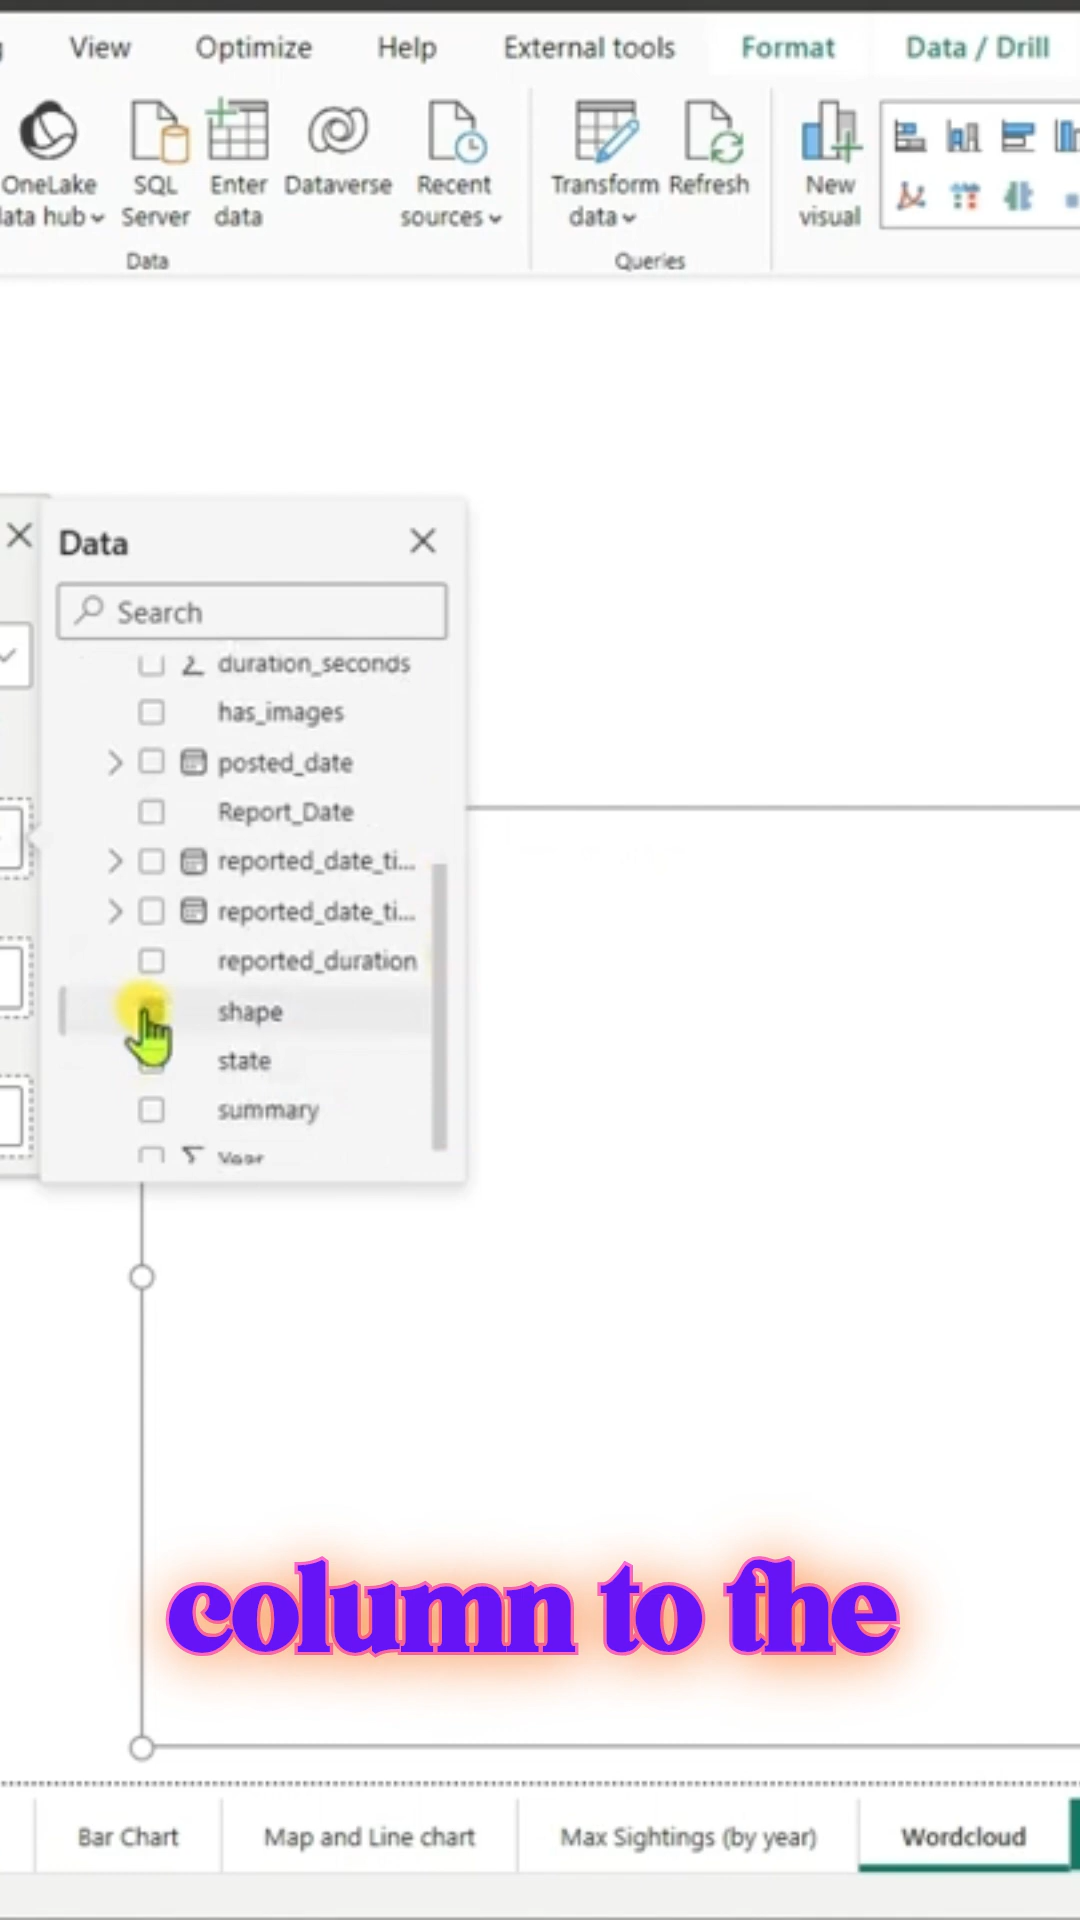 View Optimize Help External tools Format Data / Drill
OneLake SQL Enter Dataverse Recent Transform Refresh New
data hub Server data sources data visual
Data Queries
Data
Search
duration_seconds
has_images
posted_date
Report_Date
reported_date_ti...
reported_date_ti...
reported_duration
shape
state
summary
Year
column to the
Bar Chart Map and Line chart Max Sightings (by year) Wordcloud